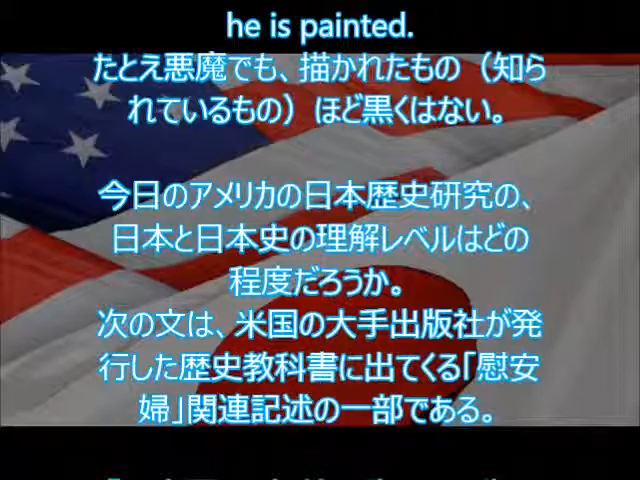 he is painted.
たとえ悪魔でも、描かれたもの（知ら
れているもの）ほど黒くはない。
今日のアメリカの日本歴史研究の、
日本と日本史の理解レベルはどの
程度だろうか。
次の文は、米国の大手出版社が発
行した歴史教科書に出てくる「慰安
婦」関連記述の一部である。